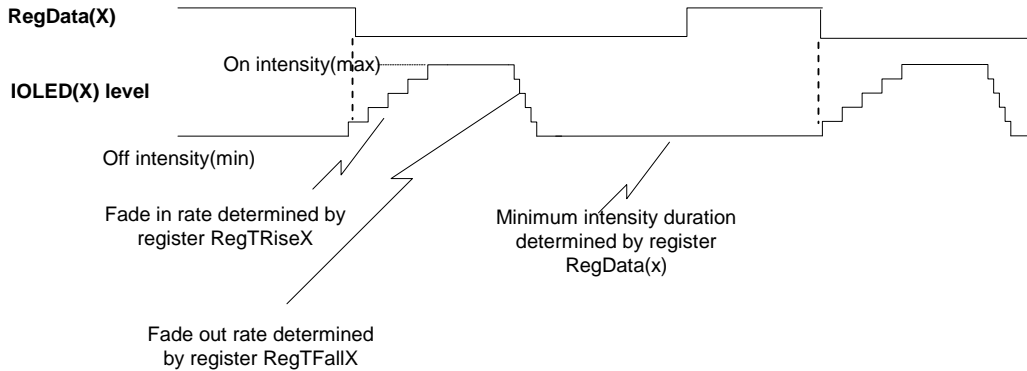 RegData(X)
On intensity(max)
IOLED(X) level
Off intensity(min)
Fade in rate determined by
register RegTRiseX
Minimum intensity duration
determined by register
RegData(x)
Fade out rate determined
by register RegTFallX